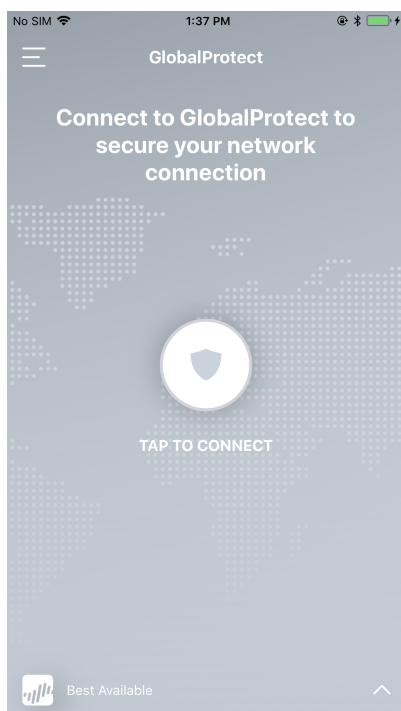 No SIM 1:37 PM
GlobalProtect
Connect to GlobalProtect to
secure your network
connection
TAP TO CONNECT
Best Available